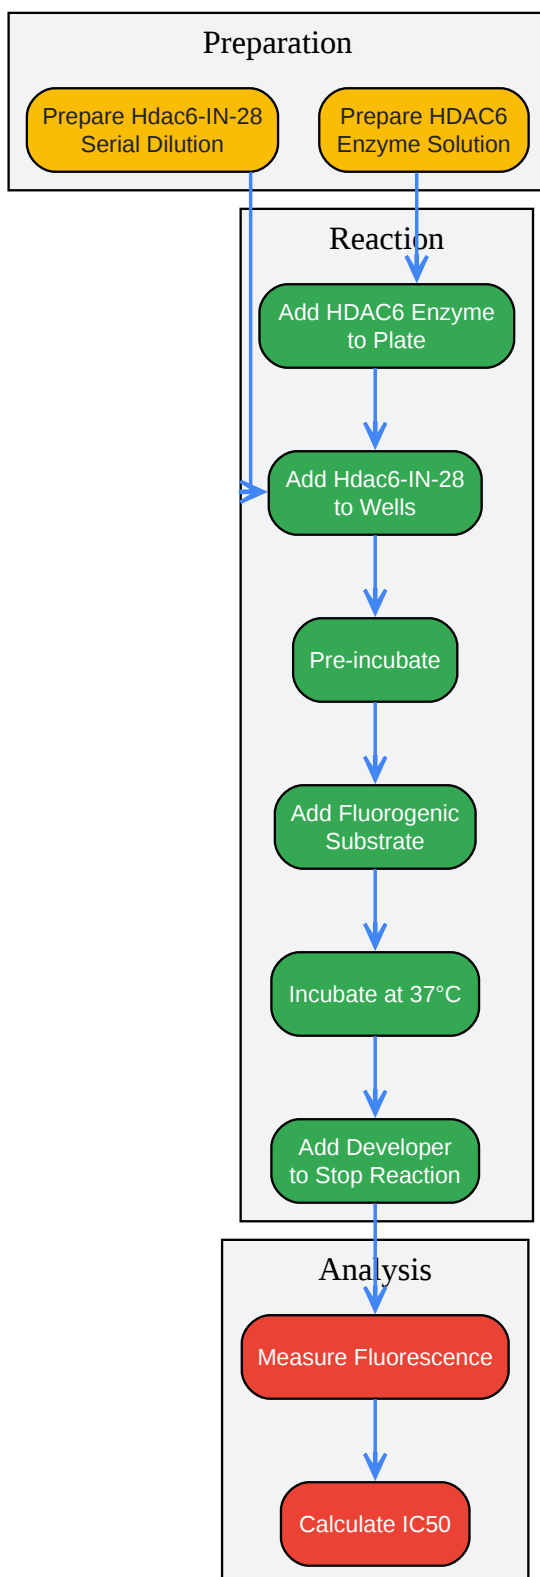 Preparation
Prepare Hdac6-IN-28
Serial Dilution
Prepare HDAC6
Enzyme Solution
Reaction
Add HDAC6 Enzyme
to Plate
Add Hdac6-IN-28
to Wells
Pre-incubate
Add Fluorogenic
Substrate
Incubate at 37°C
Add Developer
to Stop Reaction
Analysis
Measure Fluorescence
Calculate IC50